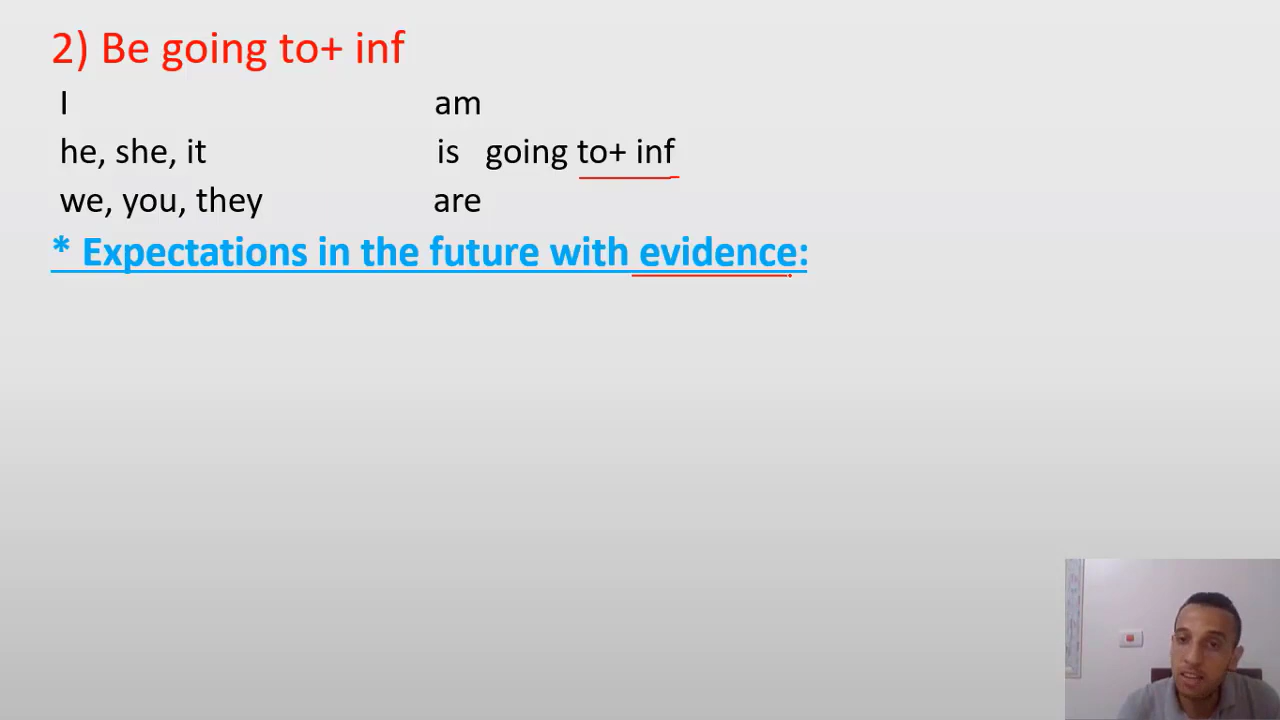 2) Be going to+ inf
I am
he, she, it is going to+ inf
we, you, they are
* Expectations in the future with evidence: